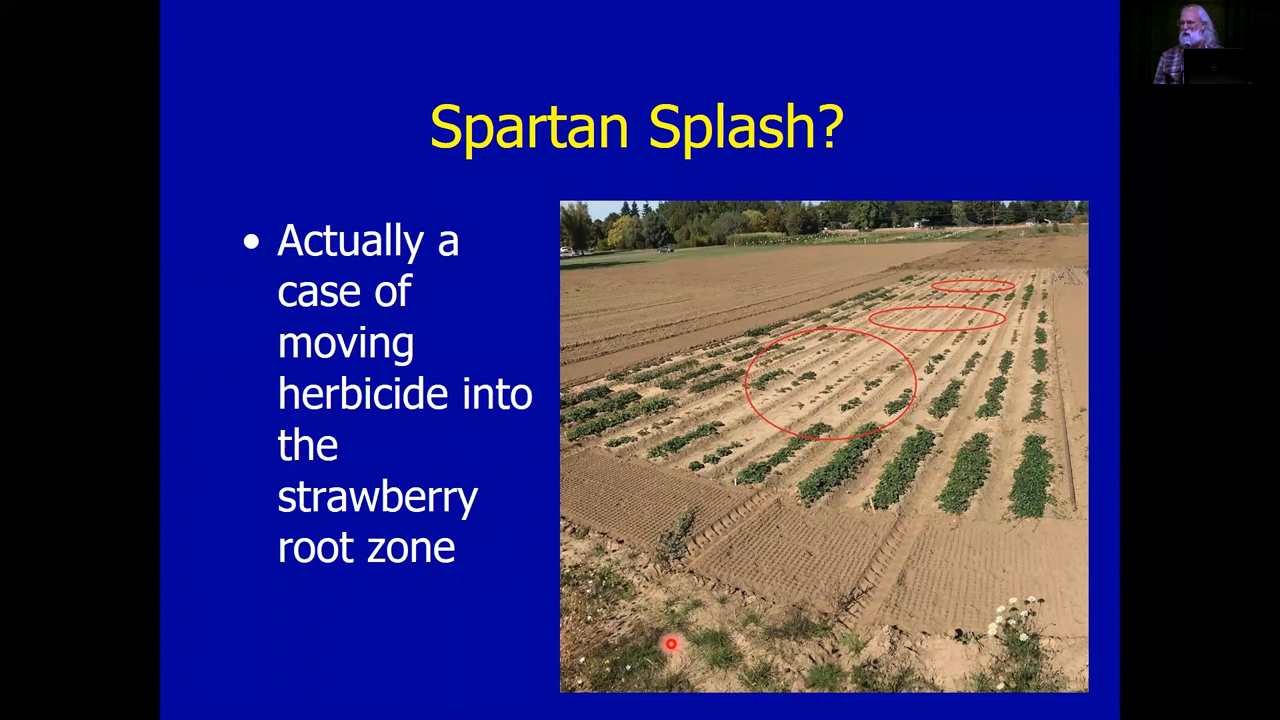 Spartan Splash?
• Actually a
case of
moving
herbicide into
the
strawberry
root zone